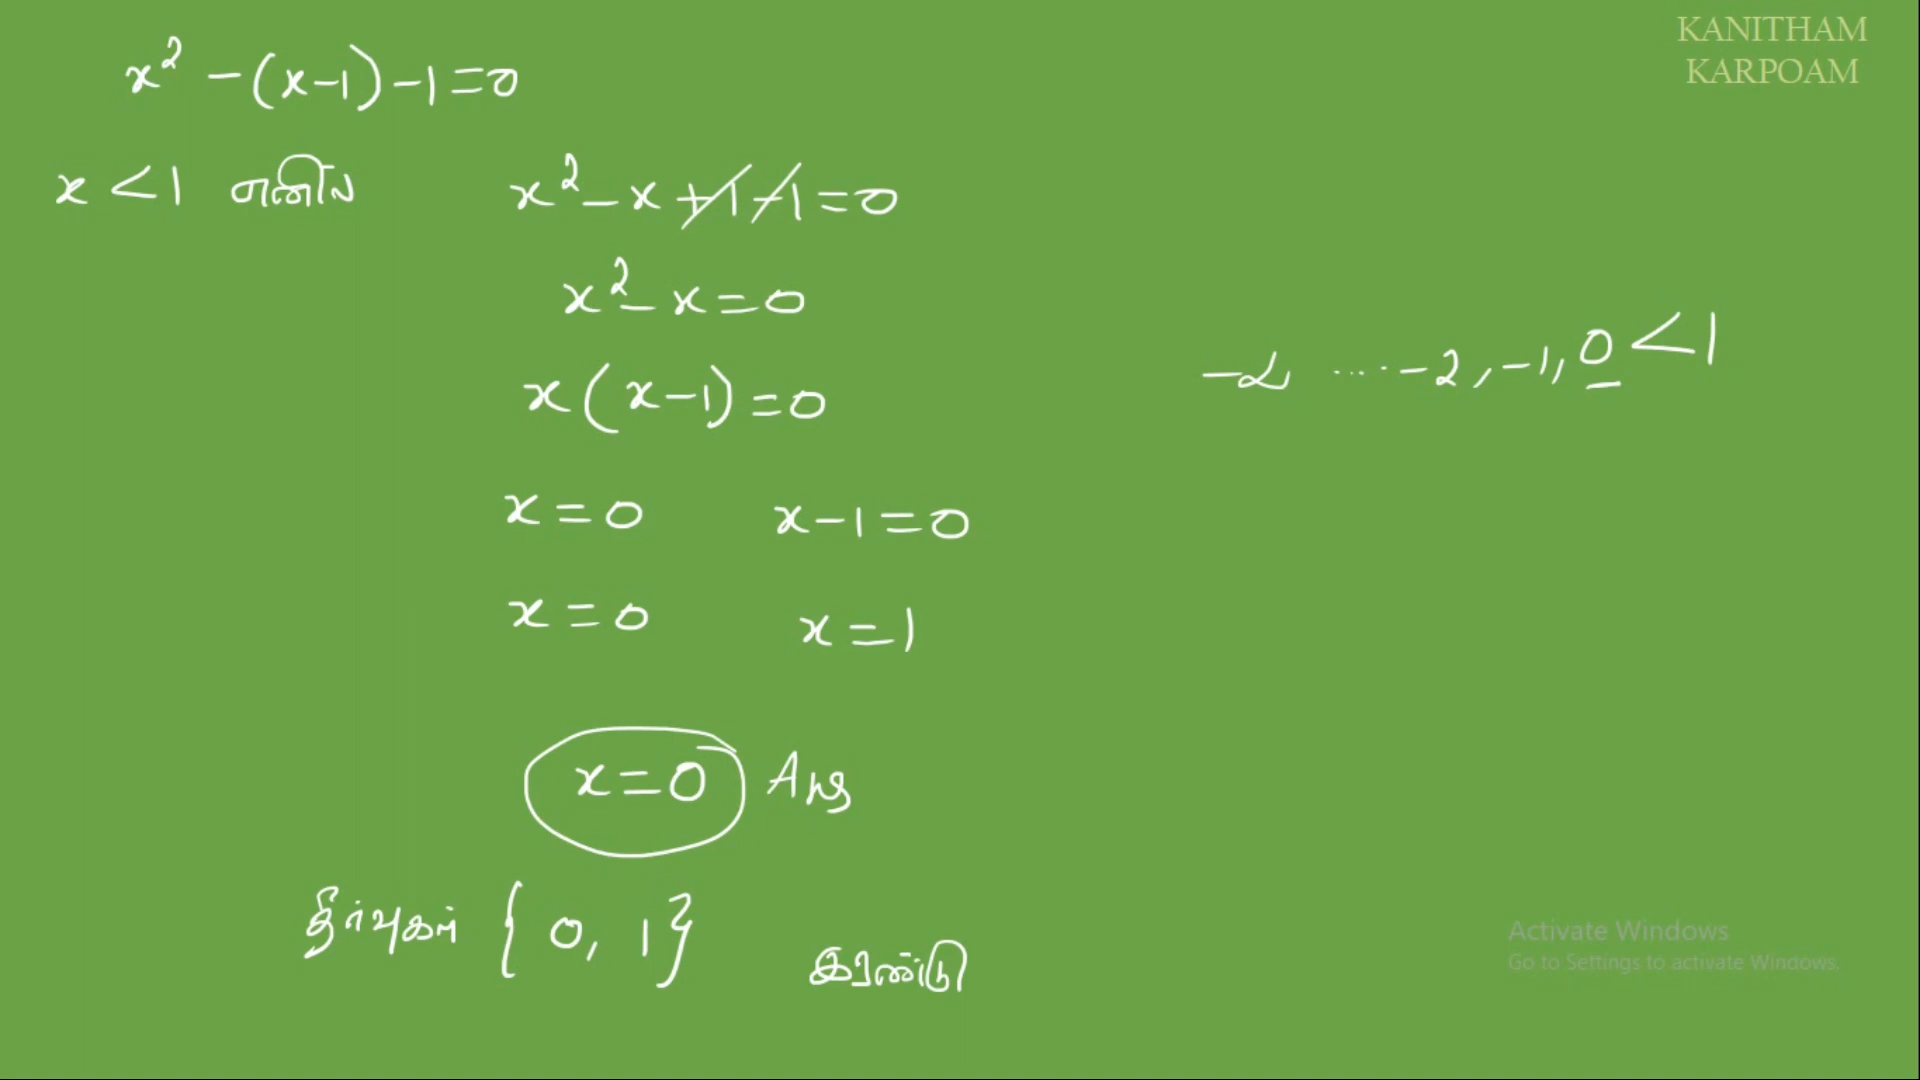 KANITHAM
KARPOAM
x² - (x-1) - 1 = 0
x < 1 எனில் x² - x + 1 - 1 = 0
x² - x = 0
-∞ .... -2, -1, 0 < 1
x(x-1) = 0
x = 0 x - 1 = 0
x = 0 x = 1
x = 0 Ans
தீர்வுகள் {0, 1} இரண்டு
Activate Windows
Go to Settings to activate Windows.